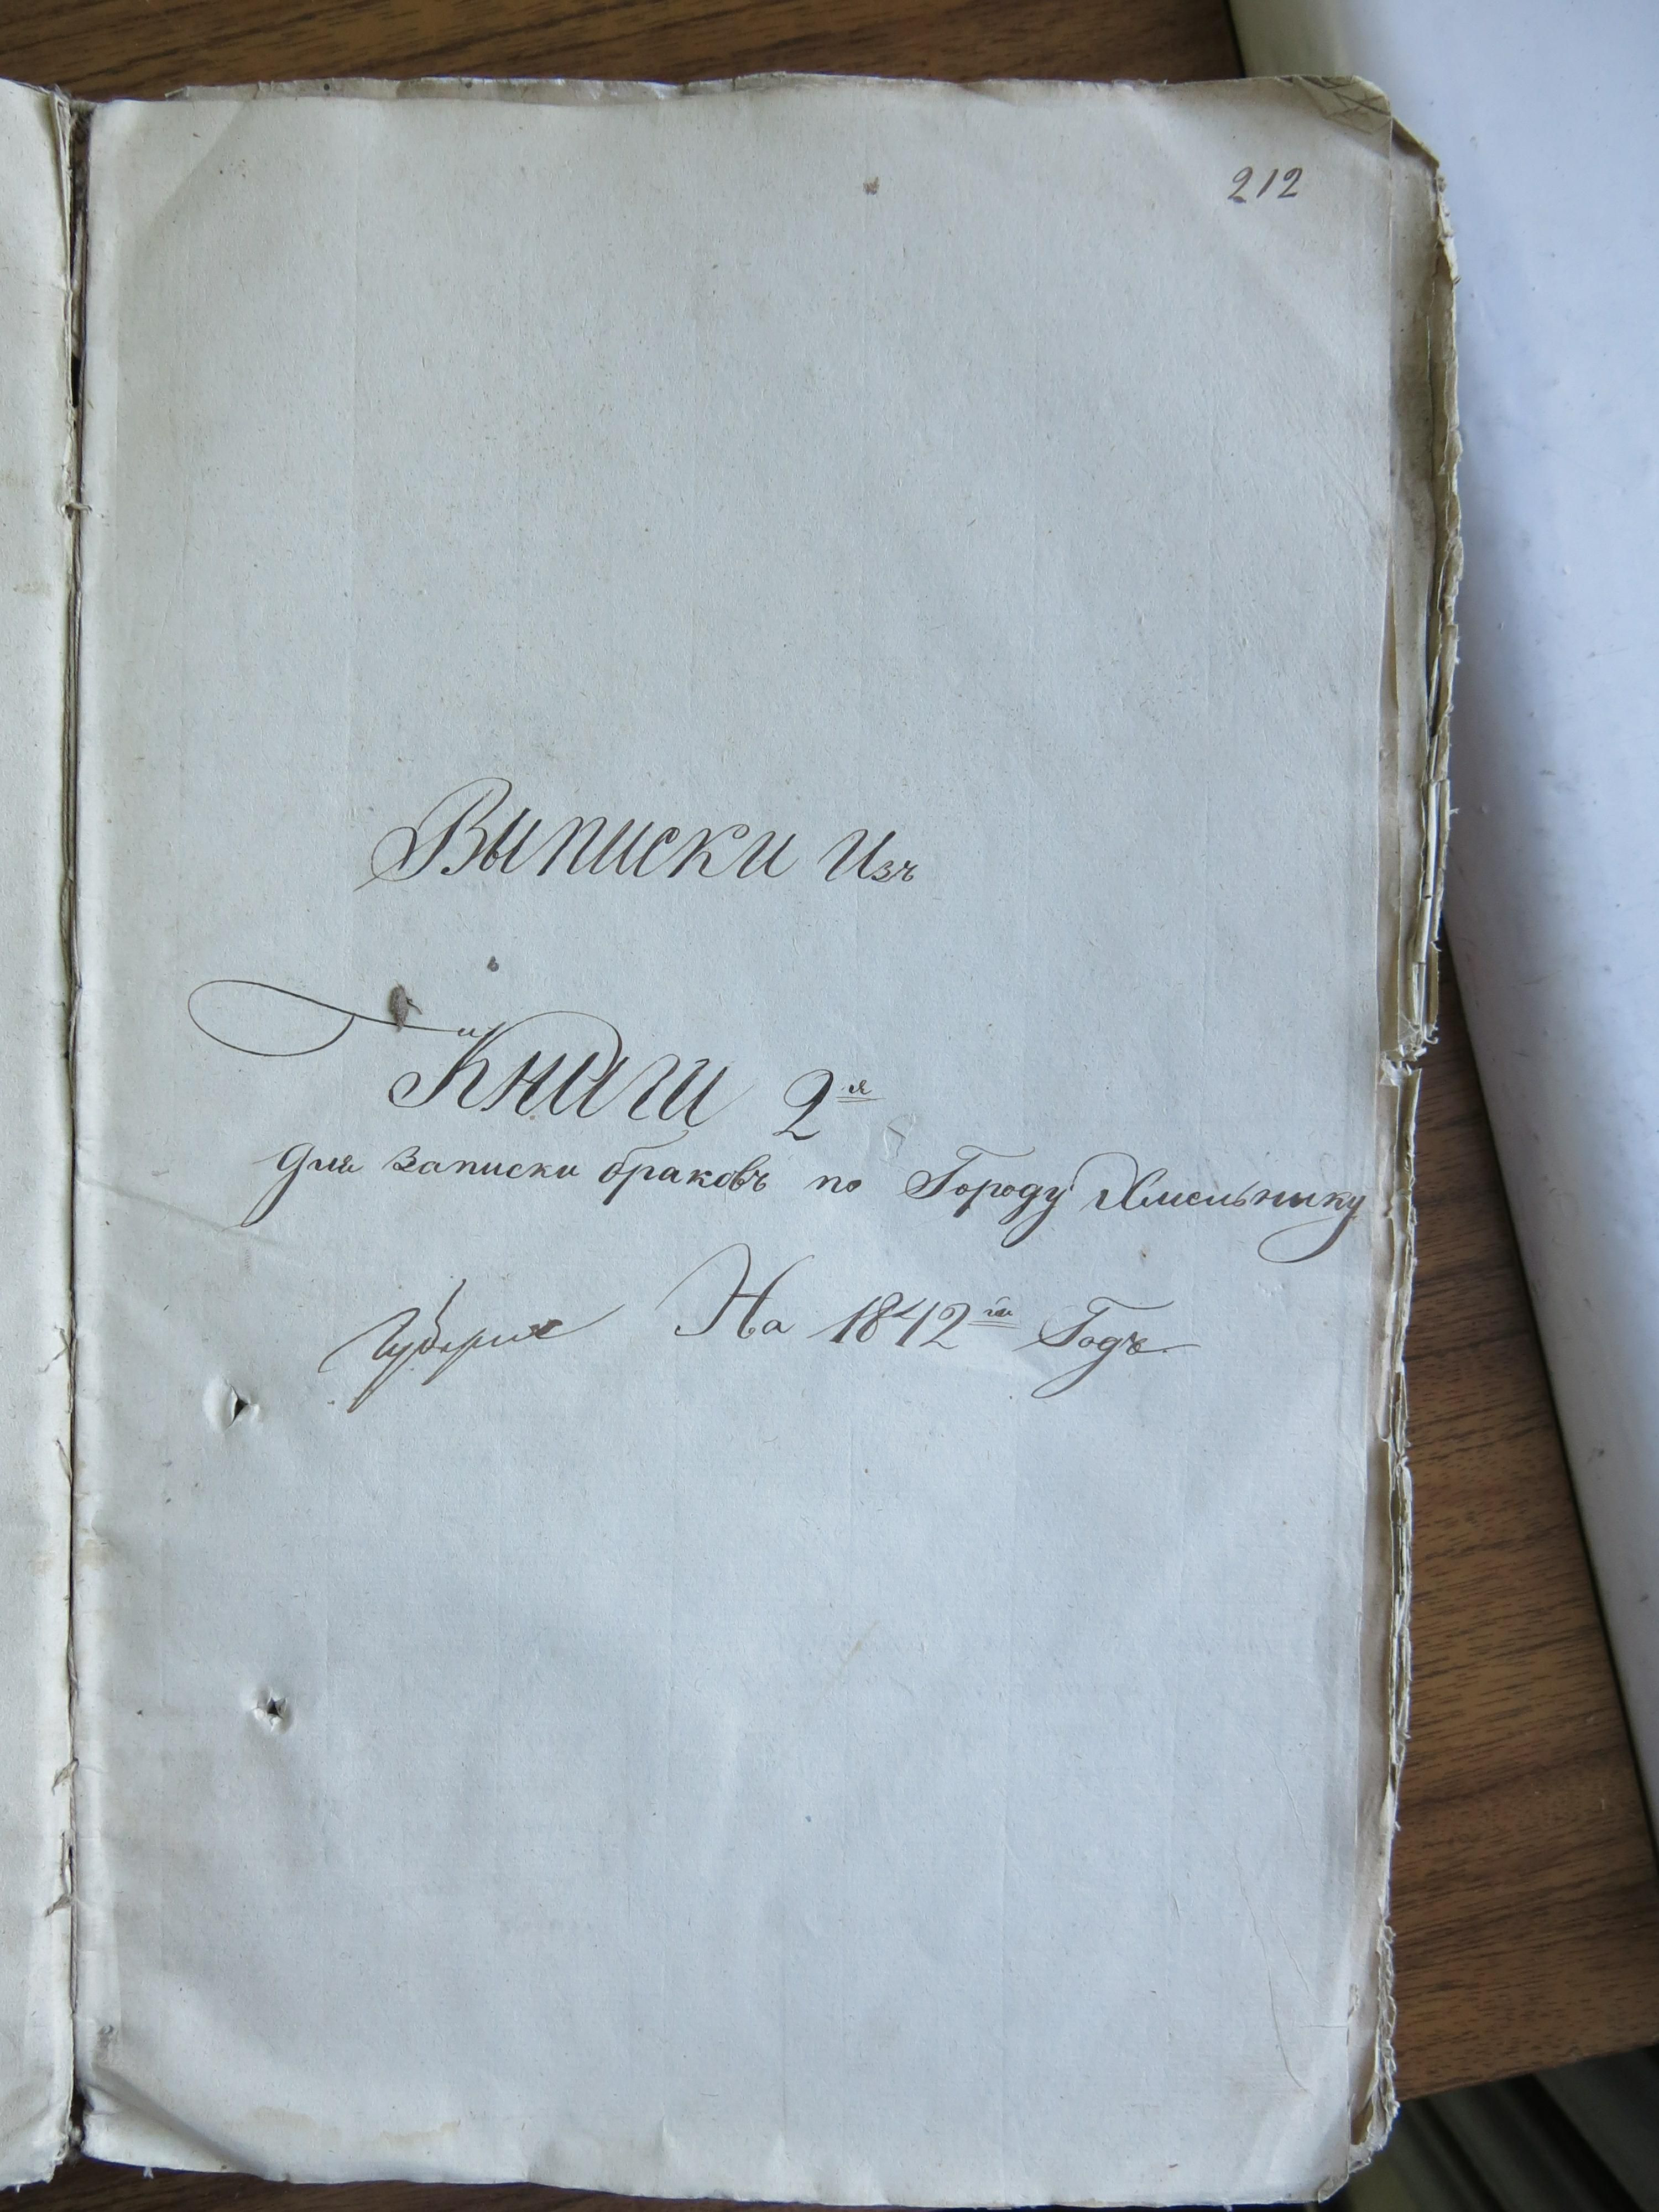 212
Выписки Изъ
Книги 2я
для Записки браковъ по Городу Хмельнику
На 1842й Годъ